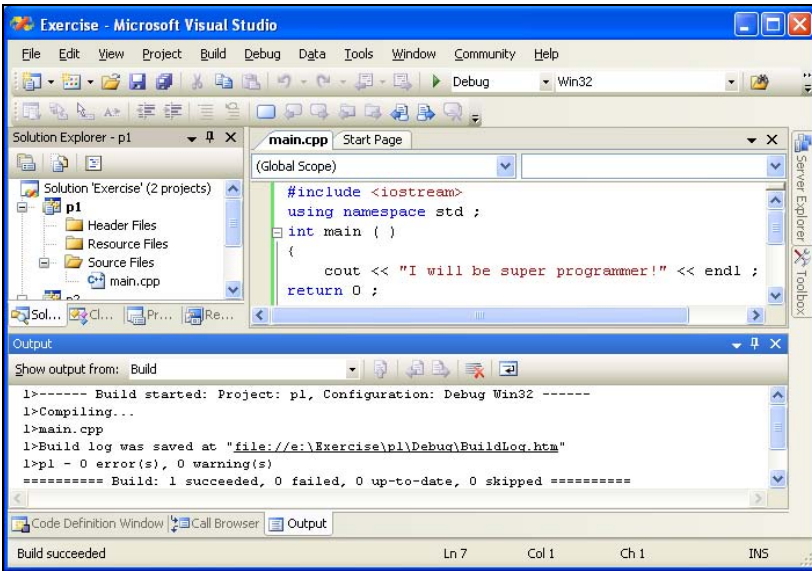 Exercise - Microsoft Visual Studio
File Edit View Project Build Debug Data Tools Window Community Help
Debug Win32
Solution Explorer - p1
main.cpp Start Page
(Global Scope)
Solution 'Exercise' (2 projects)
p1
Header Files
Resource Files
Source Files
main.cpp
Sol... Cl... Pr... Re...
#include <iostream>
using namespace std ;
int main ( )
{
cout << "I will be super programmer!" << endl ;
return 0 ;
Server Explorer
Toolbox
Output
Show output from: Build
1>------ Build started: Project: p1, Configuration: Debug Win32 ------
1>Compiling...
1>main.cpp
1>Build log was saved at "file://e:\Exercise\p1\Debug\BuildLog.htm"
1>p1 - 0 error(s), 0 warning(s)
========== Build: 1 succeeded, 0 failed, 0 up-to-date, 0 skipped ==========
Code Definition Window Call Browser Output
Build succeeded Ln 7 Col 1 Ch 1 INS